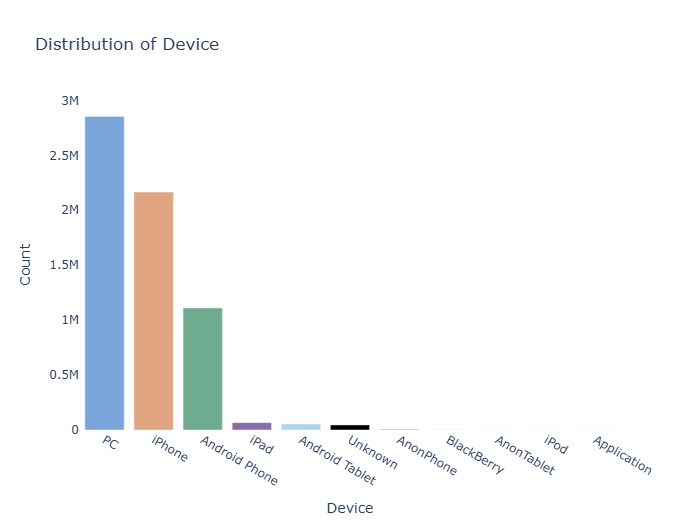 Distribution of Device
3M
2.5M
2M
1.5M
1M
0.5M
0
Count
PC
iPhone
Android Phone
iPad
Android Tablet
Unknown
AnonPhone
BlackBerry
AnonTablet
iPod
Application
Device